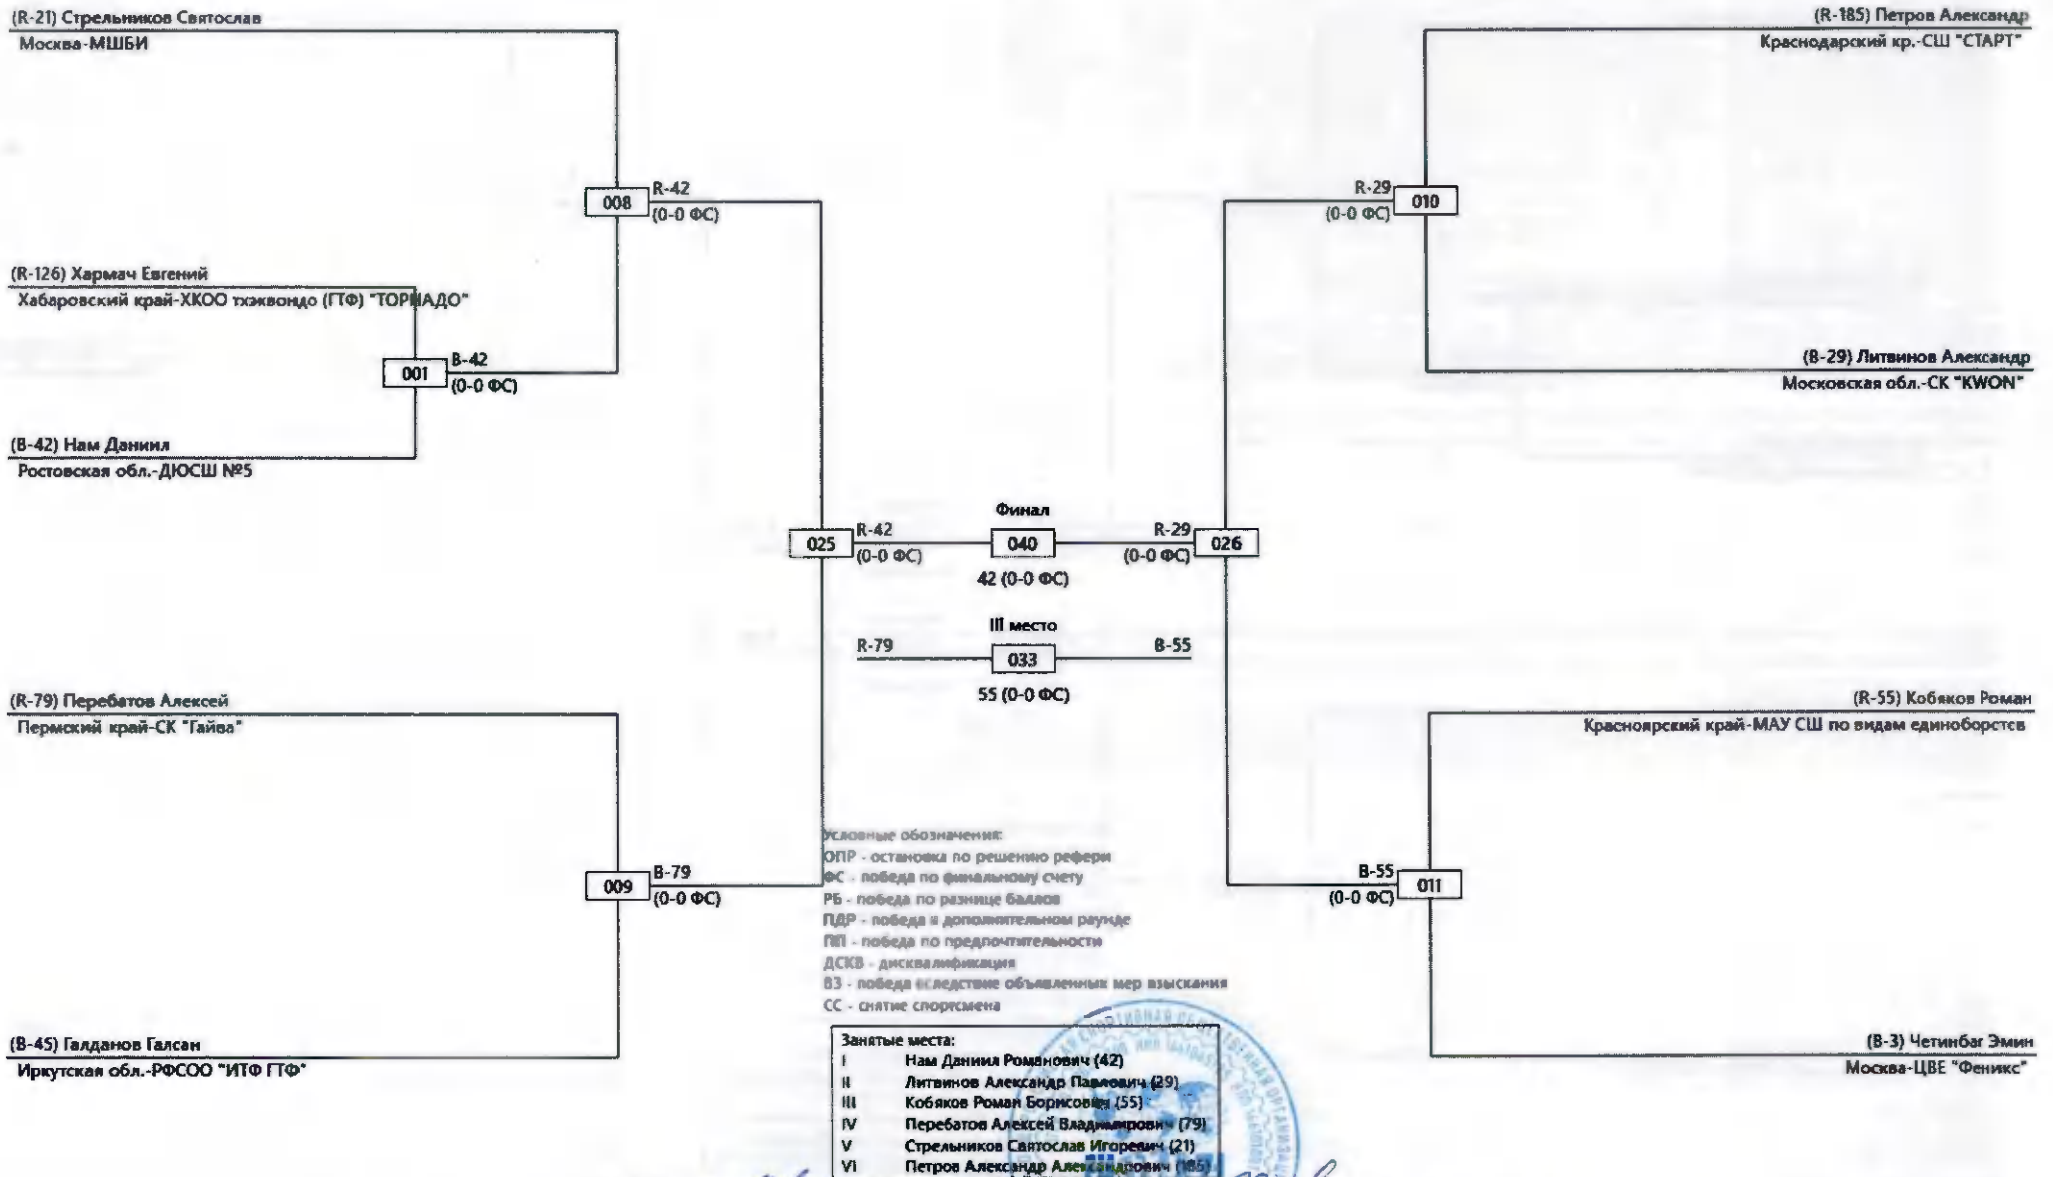 (R-21) Стрельников Святослав
Москва-МШБИ
(R-185) Петров Александр
Краснодарский кр.-СШ "СТАРТ"
R-42
008
(0-0 ФС)
R-29
010
(0-0 ФС)
(R-126) Хармач Евгений
Хабаровский край-ХКОО тхэквондо (ГТФ) "ТОРНАДО"
B-42
001
(0-0 ФС)
(B-29) Литвинов Александр
Московская обл.-СК "KWON"
(B-42) Нам Даниил
Ростовская обл.-ДЮСШ №5
Финал
R-42
R-29
025
040
026
(0-0 ФС)
(0-0 ФС)
42 (0-0 ФС)
III место
R-79
B-55
033
55 (0-0 ФС)
(R-79) Перебатов Алексей
Пермский край-СК "Гайва"
(R-55) Кобяков Роман
Красноярский край-МАУ СШ по видам единоборств
B-79
009
(0-0 ФС)
B-55
011
(0-0 ФС)
Условные обозначения:
ОПР - остановка по решению рефери
ФС - победа по финальному счету
РБ - победа по разнице баллов
ПДР - победа в дополнительном раунде
ПП - победа по предпочтительности
ДСКВ - дисквалификация
ВЗ - победа вследствие объявленных мер взыскания
СС - снятие спортсмена
(B-45) Галданов Галсан
Иркутская обл.-РФСОО "ИТФ ГТФ"
(B-3) Четинбаг Эмин
Москва-ЦВЕ "Феникс"
Занятые места:
I Нам Даниил Романович (42)
II Литвинов Александр Павлович (29)
III Кобяков Роман Борисович (55)
IV Перебатов Алексей Владимирович (79)
V Стрельников Святослав Игоревич (21)
VI Петров Александр Александрович (185)